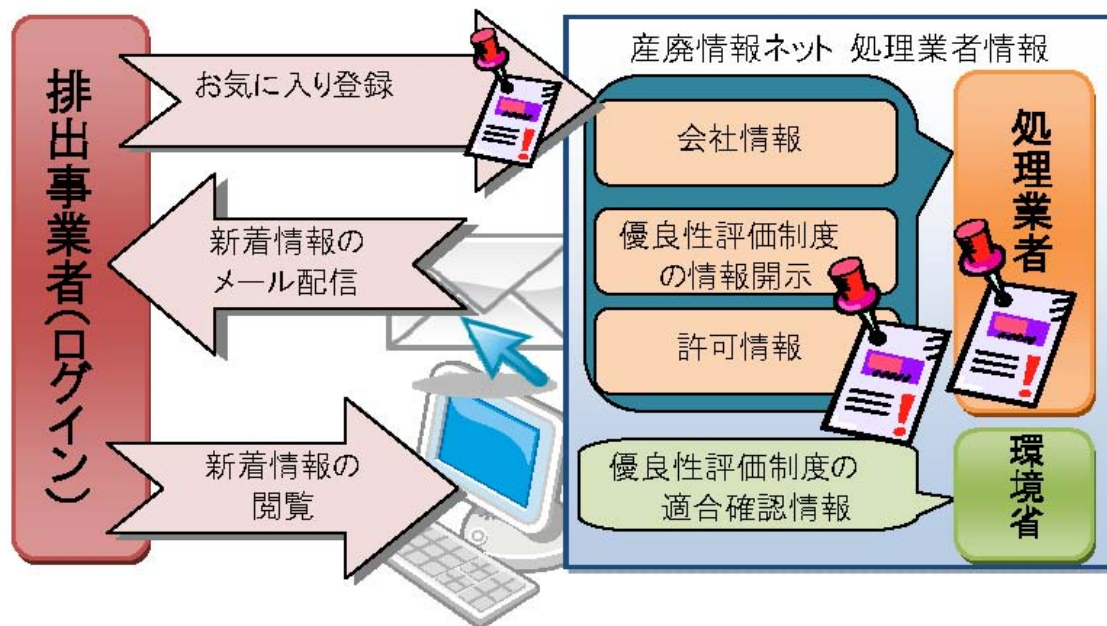 排出事業者(ログイン)
お気に入り登録
新着情報の
メール配信
新着情報の
閲覧
産廃情報ネット 処理業者情報
会社情報
優良性評価制度
の情報開示
許可情報
処理業者
優良性評価制度の
適合確認情報
環境省